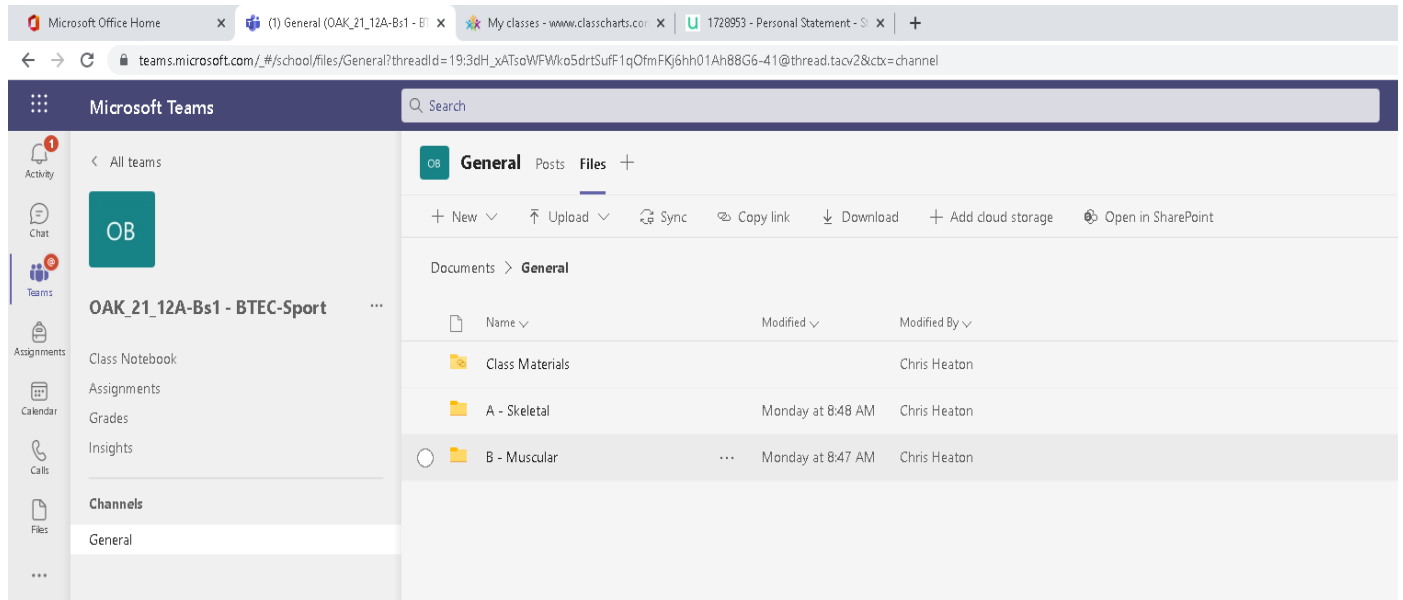 Microsoft Office Home
(1) General (OAK_21_12A-Bs1 - BT
My classes - www.classcharts.cor
1728953 - Personal Statement - S
teams.microsoft.com/_#/school/files/General?threadId=19:3dH_xATsoWFWko5drtSufF1qOfmFKj6hh01Ah88G6-41@thread.tacv2&ctx=channel
Microsoft Teams
Search
1
Activity
Chat
@
Teams
Assignments
Calendar
Calls
Files
All teams
OB
OAK_21_12A-Bs1 - BTEC-Sport
Class Notebook
Assignments
Grades
Insights
Channels
General
OB General Posts Files
New Upload Sync Copy link Download Add cloud storage Open in SharePoint
Documents > General
Name Modified Modified By
Class Materials Chris Heaton
A - Skeletal Monday at 8:48 AM Chris Heaton
B - Muscular Monday at 8:47 AM Chris Heaton